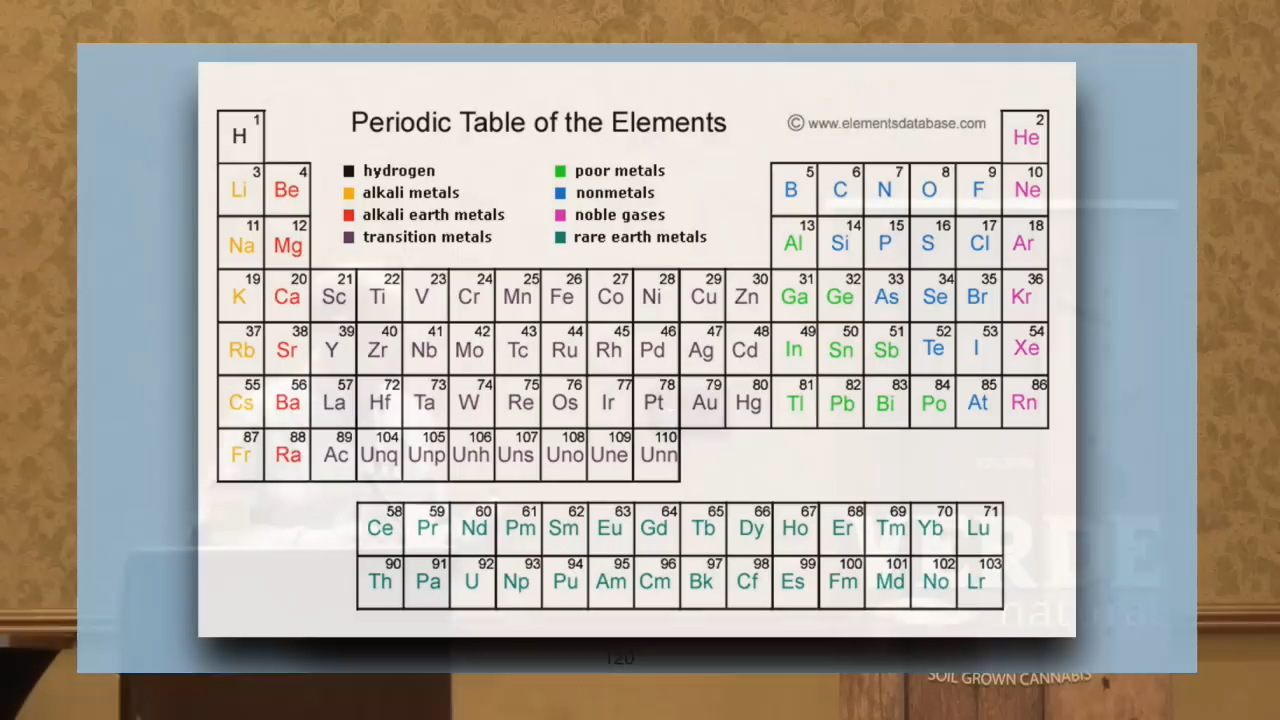 Periodic Table of the Elements
© www.elementsdatabase.com
hydrogen
alkali metals
alkali earth metals
transition metals
poor metals
nonmetals
noble gases
rare earth metals
1 H 2 He
3 Li 4 Be 5 B 6 C 7 N 8 O 9 F 10 Ne
11 Na 12 Mg 13 Al 14 Si 15 P 16 S 17 Cl 18 Ar
19 K 20 Ca 21 Sc 22 Ti 23 V 24 Cr 25 Mn 26 Fe 27 Co 28 Ni 29 Cu 30 Zn 31 Ga 32 Ge 33 As 34 Se 35 Br 36 Kr
37 Rb 38 Sr 39 Y 40 Zr 41 Nb 42 Mo 43 Tc 44 Ru 45 Rh 46 Pd 47 Ag 48 Cd 49 In 50 Sn 51 Sb 52 Te 53 I 54 Xe
55 Cs 56 Ba 57 La 72 Hf 73 Ta 74 W 75 Re 76 Os 77 Ir 78 Pt 79 Au 80 Hg 81 Tl 82 Pb 83 Bi 84 Po 85 At 86 Rn
87 Fr 88 Ra 89 Ac 104 Unq 105 Unp 106 Unh 107 Uns 108 Uno 109 Une 110 Unn
58 Ce 59 Pr 60 Nd 61 Pm 62 Sm 63 Eu 64 Gd 65 Tb 66 Dy 67 Ho 68 Er 69 Tm 70 Yb 71 Lu
90 Th 91 Pa 92 U 93 Np 94 Pu 95 Am 96 Cm 97 Bk 98 Cf 99 Es 100 Fm 101 Md 102 No 103 Lr
VERDE
natural
120
SOIL GROWN CANNABIS